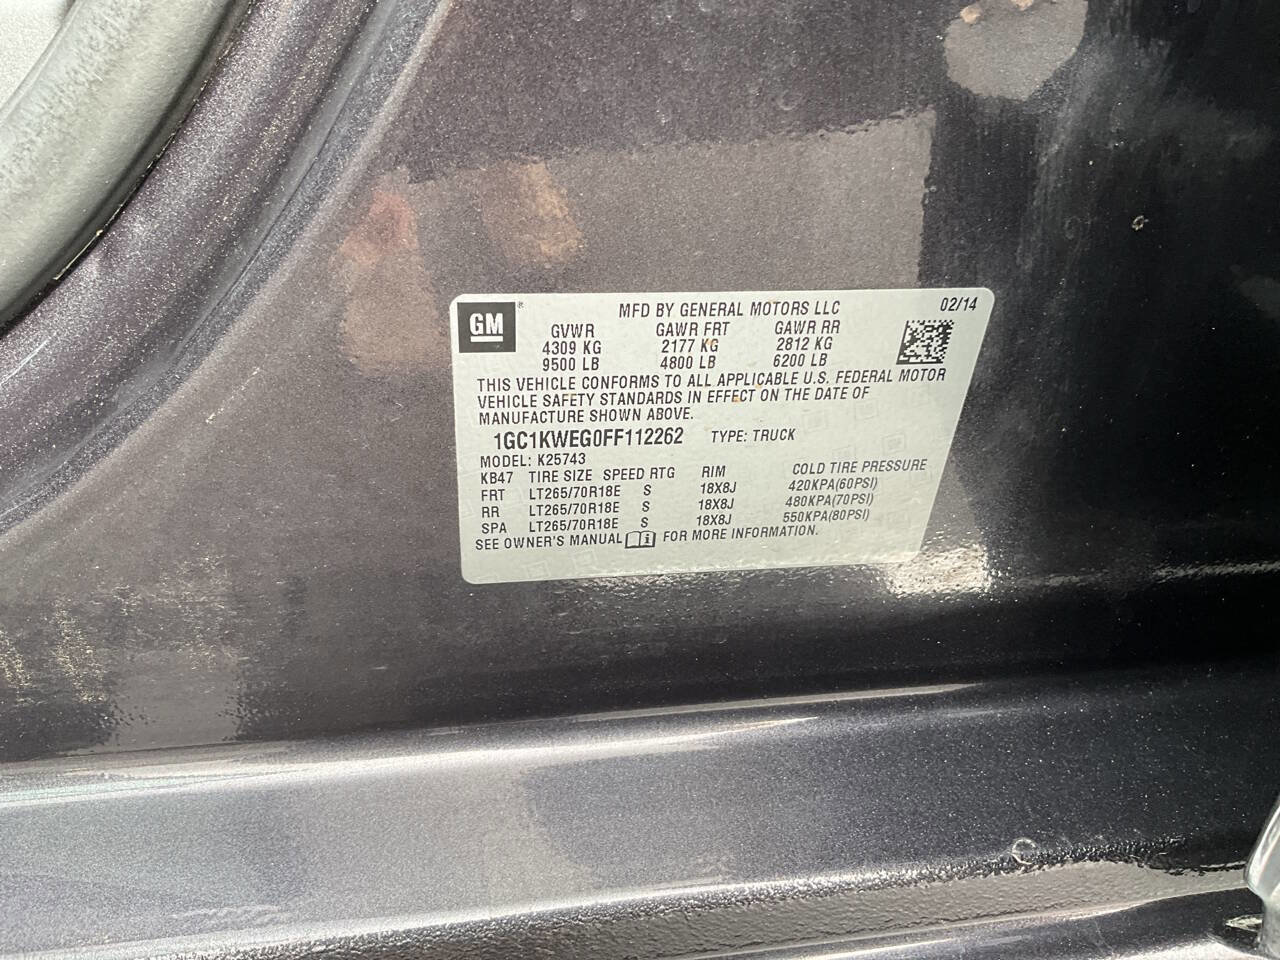 GM ®
MFD BY GENERAL MOTORS LLC 02/14
GVWR GAWR FRT GAWR RR
4309 KG 2177 KG 2812 KG
9500 LB 4800 LB 6200 LB
THIS VEHICLE CONFORMS TO ALL APPLICABLE U.S. FEDERAL MOTOR
VEHICLE SAFETY STANDARDS IN EFFECT ON THE DATE OF
MANUFACTURE SHOWN ABOVE.
1GC1KWEG0FF112262 TYPE: TRUCK
MODEL: K25743
KB47 TIRE SIZE SPEED RTG RIM COLD TIRE PRESSURE
FRT LT265/70R18E S 18X8J 420KPA(60PSI)
RR LT265/70R18E S 18X8J 480KPA(70PSI)
SPA LT265/70R18E S 18X8J 550KPA(80PSI)
SEE OWNER'S MANUAL i FOR MORE INFORMATION.